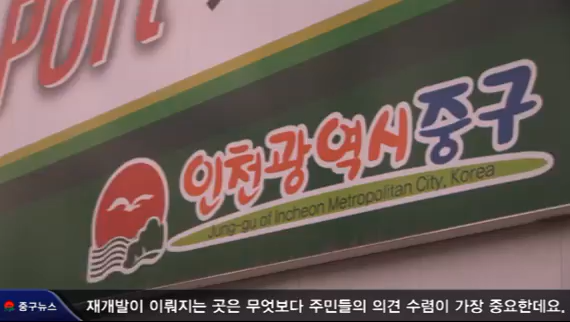 인천광역시중구
Jung-gu of Incheon Metropolitan City, Korea
중구뉴스
재개발이 이뤄지는 곳은 무엇보다 주민들의 의견 수렴이 가장 중요한데요.